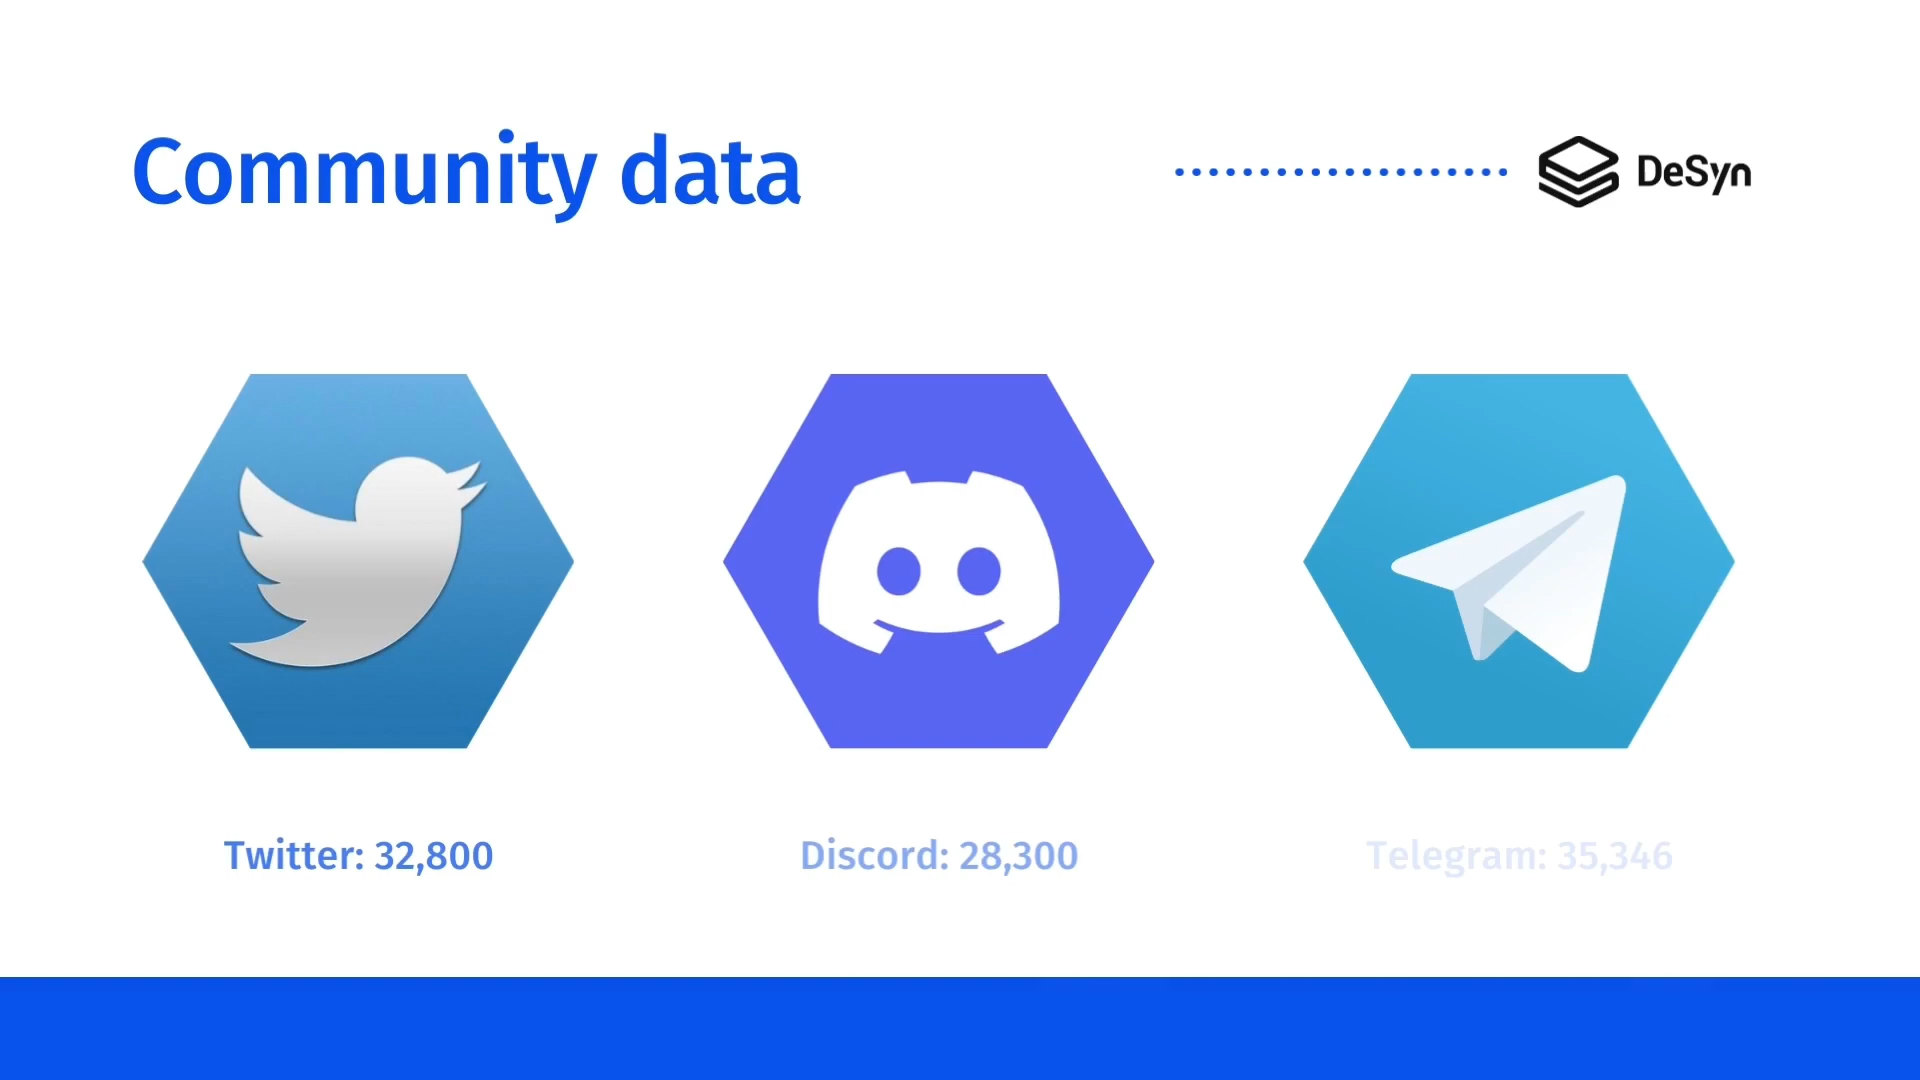 Community data
DeSyn
Twitter: 32,800
Discord: 28,300
Telegram: 35,346